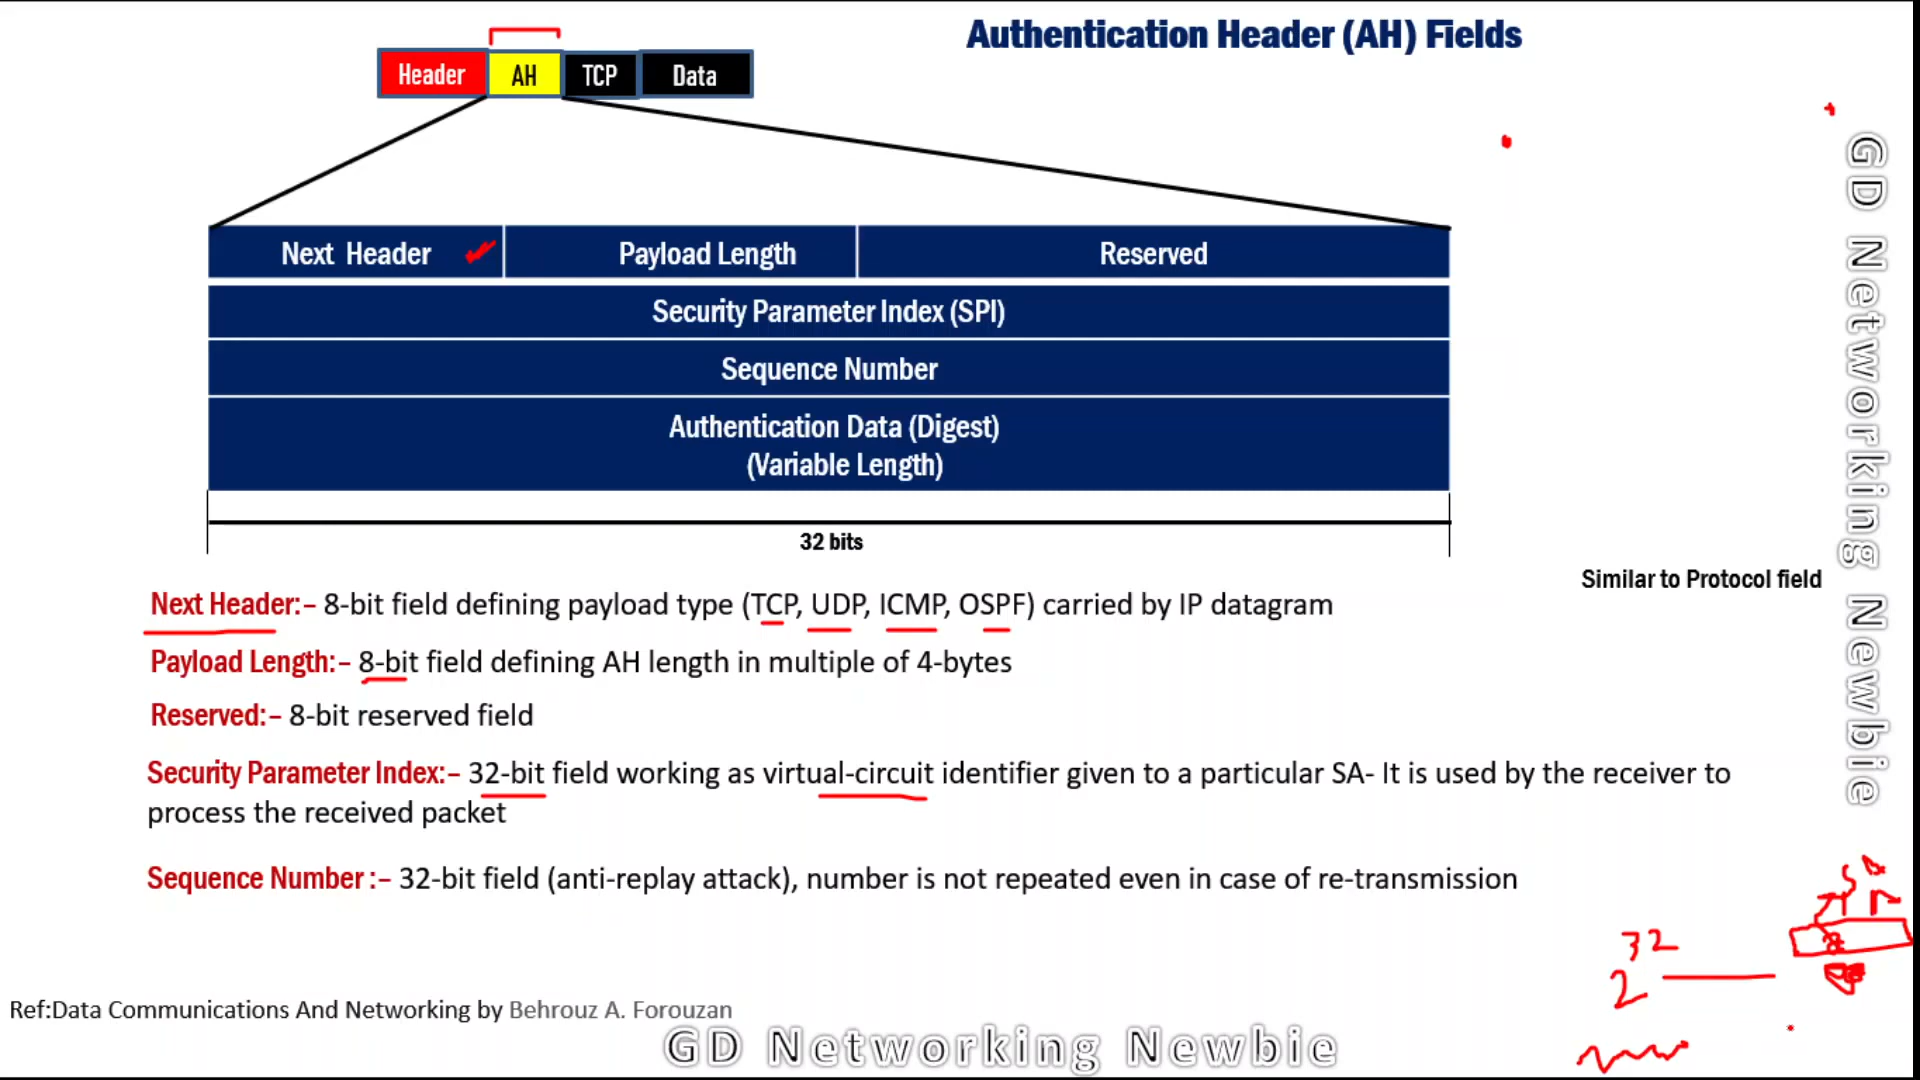 Authentication Header (AH) Fields
Header AH TCP Data
Next Header Payload Length Reserved
Security Parameter Index (SPI)
Sequence Number
Authentication Data (Digest)
(Variable Length)
32 bits
Similar to Protocol field
Next Header:– 8-bit field defining payload type (TCP, UDP, ICMP, OSPF) carried by IP datagram
Payload Length:– 8-bit field defining AH length in multiple of 4-bytes
Reserved:– 8-bit reserved field
Security Parameter Index:– 32-bit field working as virtual-circuit identifier given to a particular SA- It is used by the receiver to
process the received packet
Sequence Number :– 32-bit field (anti-replay attack), number is not repeated even in case of re-transmission
32
2
Ref:Data Communications And Networking by Behrouz A. Forouzan
GD Networking Newbie
GD Networking Newbie